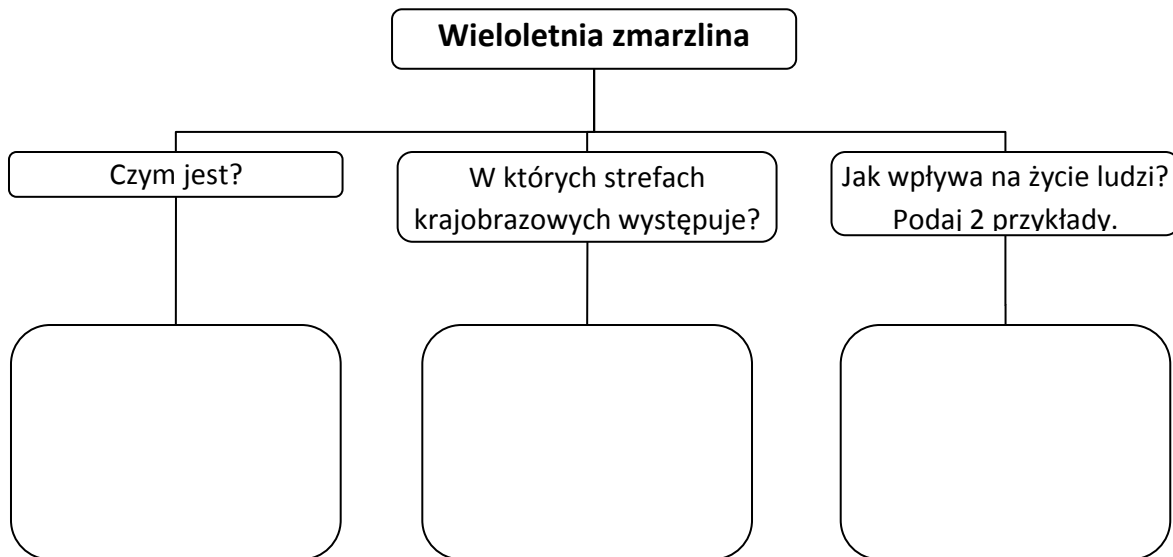 Wieloletnia zmarzlina
Czym jest?
W których strefach
krajobrazowych występuje?
Jak wpływa na życie ludzi?
Podaj 2 przykłady.